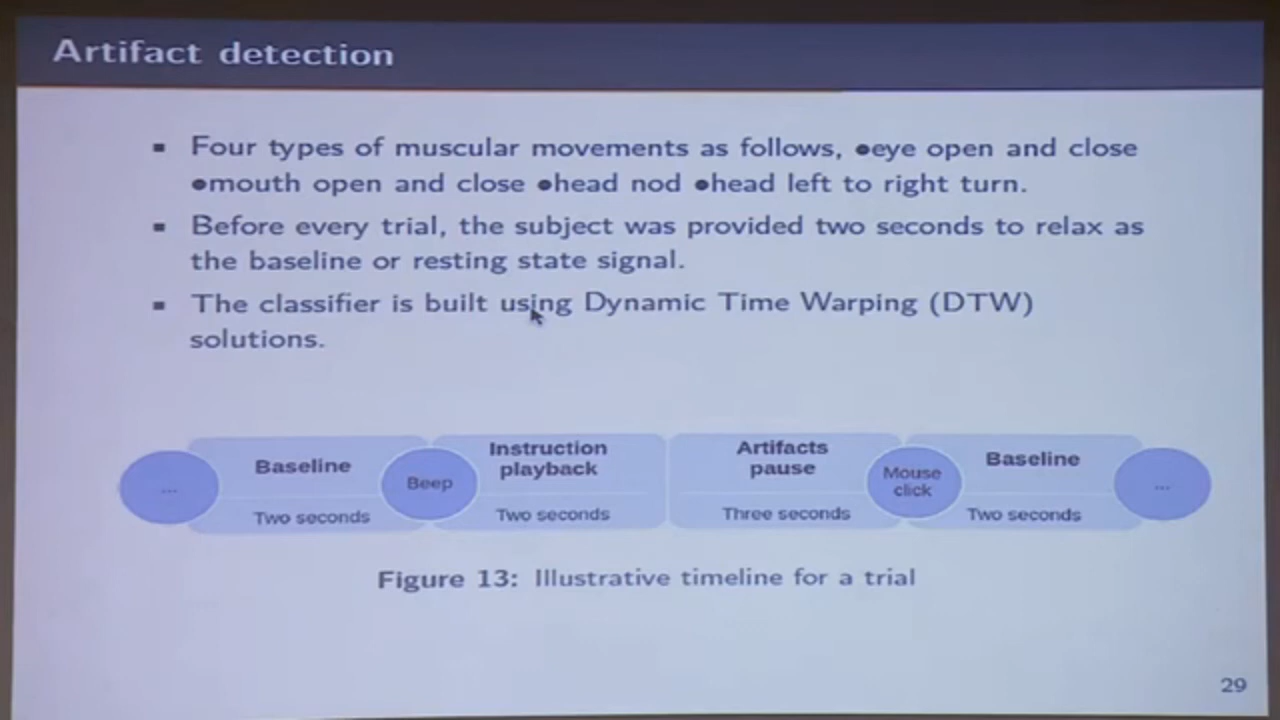 Artifact detection
Four types of muscular movements as follows, ●eye open and close
●mouth open and close ●head nod ●head left to right turn.
Before every trial, the subject was provided two seconds to relax as
the baseline or resting state signal.
The classifier is built using Dynamic Time Warping (DTW)
solutions.
...
Baseline
Two seconds
Beep
Instruction
playback
Two seconds
Artifacts
pause
Three seconds
Mouse
click
Baseline
Two seconds
...
Figure 13: Illustrative timeline for a trial
29